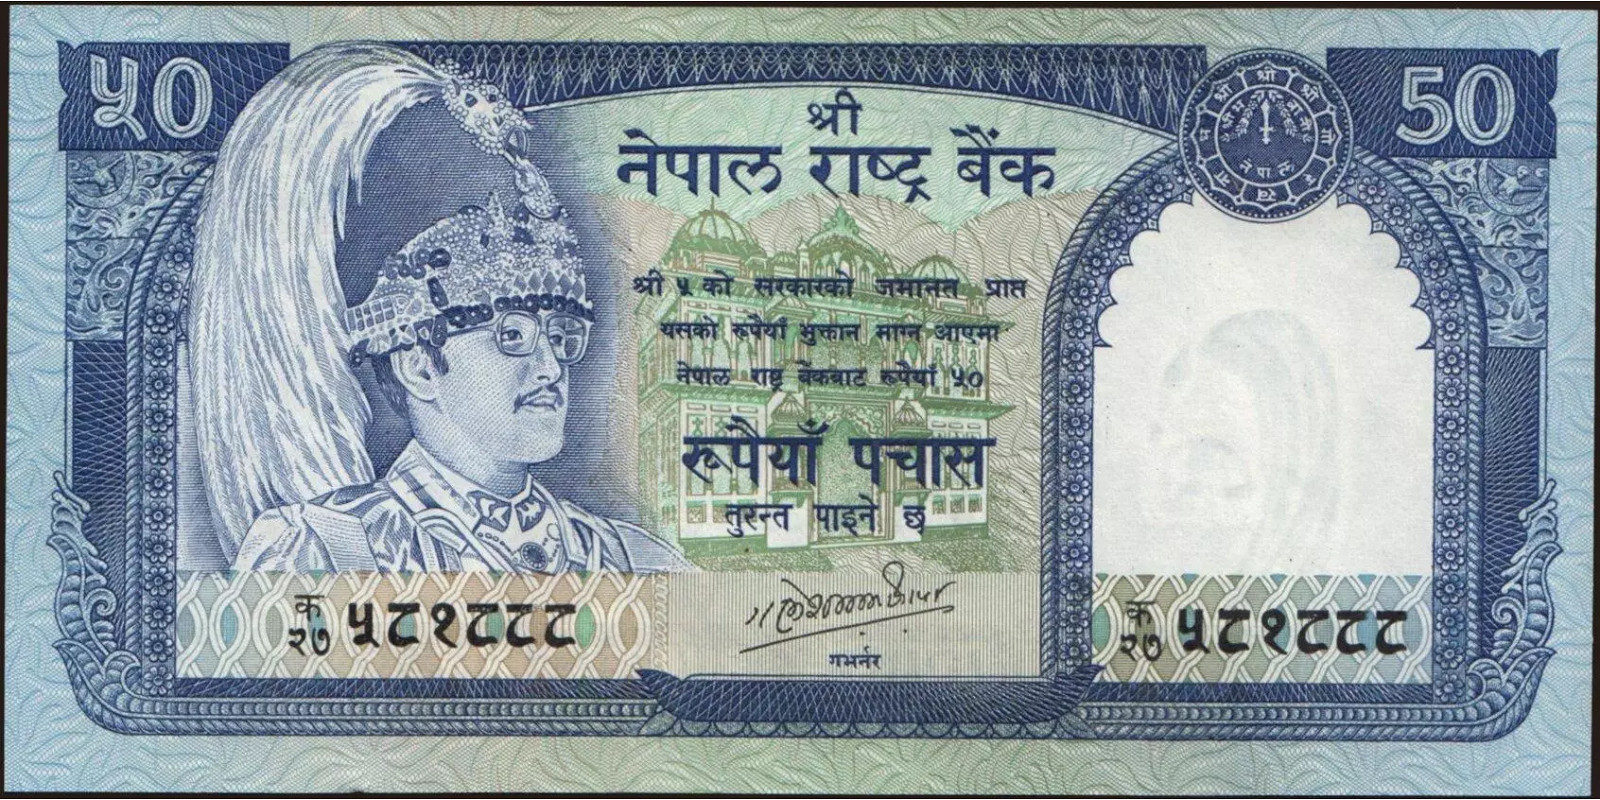 ५० 50
श्री
नेपाल राष्ट्र बैंक
श्री ५ को सरकारको जमानत प्राप्त
यसको रूपैयाँ भुक्तान माग्न आएमा
नेपाल राष्ट्र बैंकबाट रूपैयाँ ५०
रूपैयाँ पचास
तुरन्त पाइने छ
क
२७ ५८१८८८
गभर्नर
क
२७ ५८१८८८